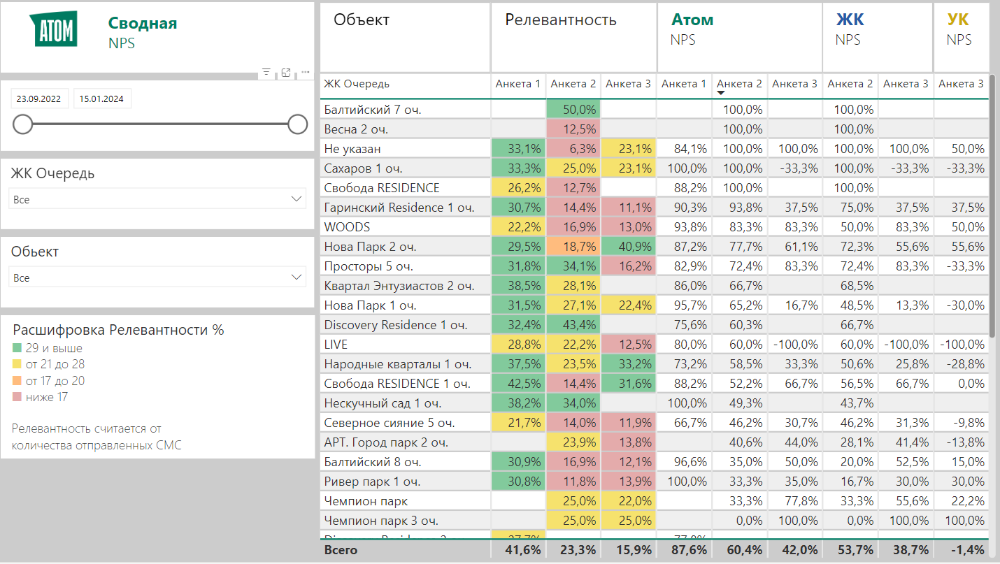 АТОМ
Сводная
NPS
23.09.2022 15.01.2024
ЖК Очередь
Все
Обьект
Все
Расшифровка Релевантности %
29 и выше
от 21 до 28
от 17 до 20
ниже 17
Релевантность считается от
количества отправленных СМС
Объект Релевантность Атом ЖК УК
NPS NPS NPS
ЖК Очередь Анкета 1 Анкета 2 Анкета 3 Анкета 1 Анкета 2 Анкета 3 Анкета 2 Анкета 3 Анкета 3
Балтийский 7 оч. 50,0% 100,0% 100,0%
Весна 2 оч. 12,5% 100,0% 100,0%
Не указан 33,1% 6,3% 23,1% 84,1% 100,0% 100,0% 100,0% 100,0% 50,0%
Сахаров 1 оч. 33,3% 25,0% 23,1% 100,0% 100,0% -33,3% 100,0% -33,3% -33,3%
Свобода RESIDENCE 26,2% 12,7% 88,2% 100,0% 100,0%
Гаринский Residence 1 оч. 30,7% 14,4% 11,1% 90,3% 93,8% 37,5% 75,0% 37,5% 37,5%
WOODS 22,2% 16,9% 13,0% 93,8% 83,3% 83,3% 50,0% 83,3% 50,0%
Нова Парк 2 оч. 29,5% 18,7% 40,9% 87,2% 77,7% 61,1% 72,3% 55,6% 55,6%
Просторы 5 оч. 31,8% 34,1% 16,2% 82,9% 72,4% 83,3% 72,4% 83,3% -33,3%
Квартал Энтузиастов 2 оч. 38,5% 28,1% 86,0% 66,7% 68,5%
Нова Парк 1 оч. 31,5% 27,1% 22,4% 95,7% 65,2% 16,7% 48,5% 13,3% -30,0%
Discovery Residence 1 оч. 32,4% 43,4% 75,6% 60,3% 66,7%
LIVE 28,8% 22,2% 12,5% 80,0% 60,0% -100,0% 60,0% -100,0% -100,0%
Народные кварталы 1 оч. 37,5% 23,5% 33,2% 73,2% 58,5% 33,3% 50,6% 25,8% -28,8%
Свобода RESIDENCE 1 оч. 42,5% 14,4% 31,6% 88,2% 52,2% 66,7% 56,5% 66,7% 0,0%
Нескучный сад 1 оч. 38,2% 34,0% 100,0% 49,3% 43,7%
Северное сияние 5 оч. 21,7% 14,0% 11,9% 66,7% 46,2% 30,7% 46,2% 31,3% -9,8%
АРТ. Город парк 2 оч. 23,9% 13,8% 40,6% 44,0% 28,1% 41,4% -13,8%
Балтийский 8 оч. 30,9% 16,9% 12,1% 96,6% 35,0% 50,0% 20,0% 52,5% 15,0%
Ривер парк 1 оч. 30,8% 11,8% 13,9% 100,0% 33,3% 35,0% 16,7% 30,0% 30,0%
Чемпион парк 25,0% 22,0% 33,3% 77,8% 33,3% 55,6% 22,2%
Чемпион парк 3 оч. 25,0% 25,0% 0,0% 100,0% 0,0% 100,0% 100,0%
Всего 41,6% 23,3% 15,9% 87,6% 60,4% 42,0% 53,7% 38,7% -1,4%